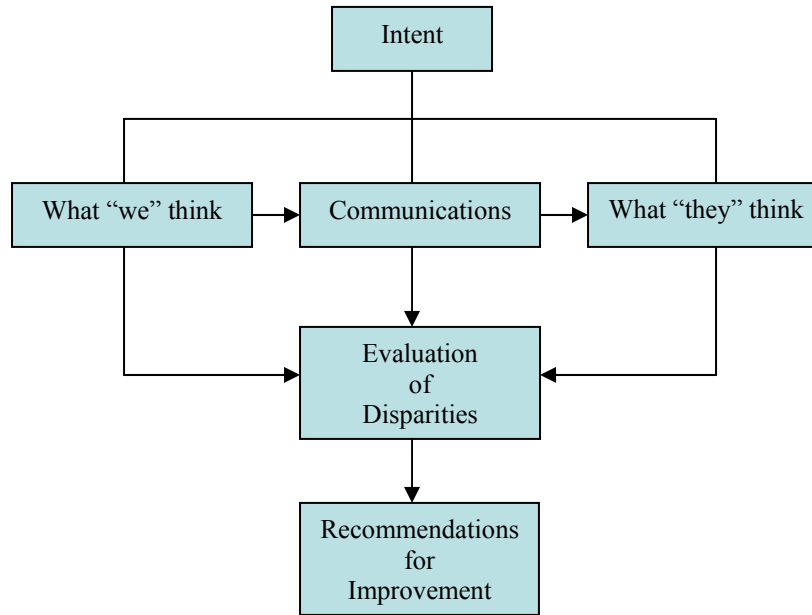 Intent
What “we” think
Communications
What “they” think
Evaluation
of
Disparities
Recommendations
for
Improvement